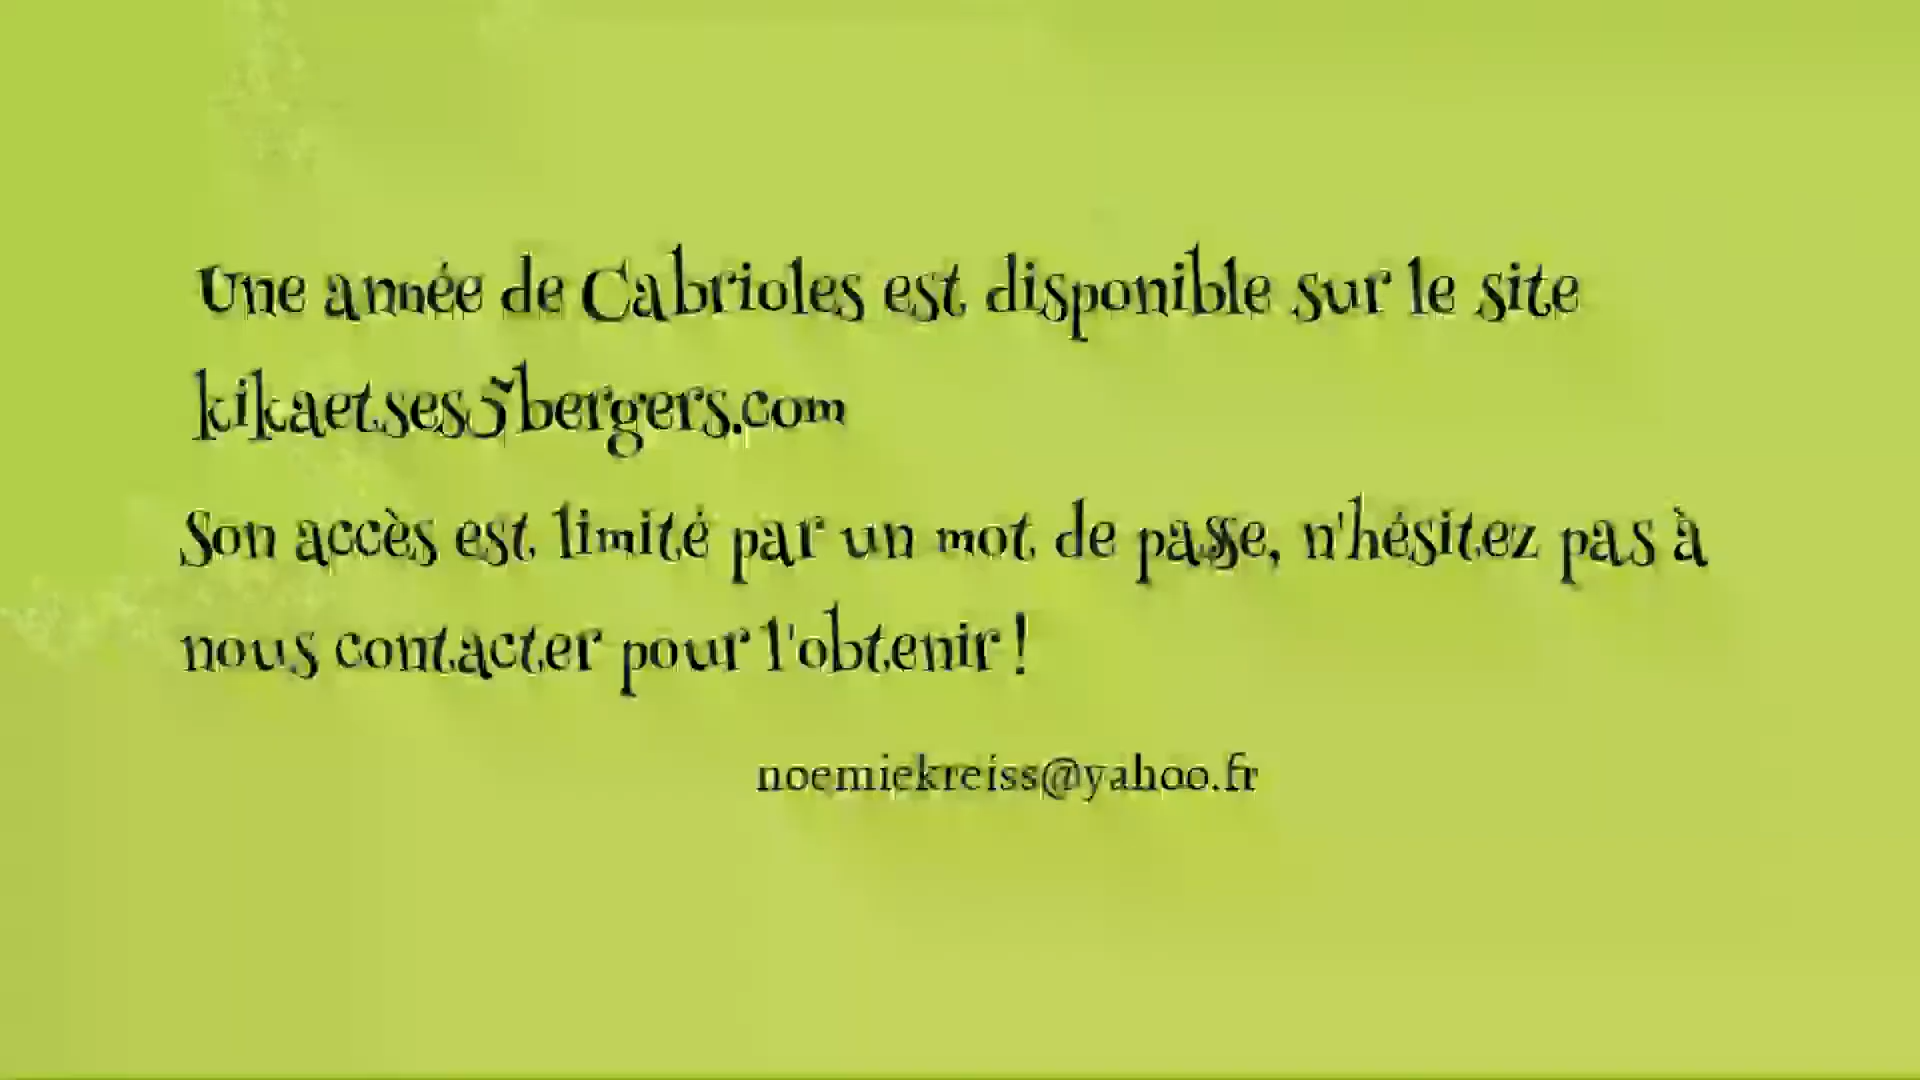 Une année de Cabrioles est disponible sur le site
kikaetses5bergers.com
Son accès est limité par un mot de passe, n'hésitez pas à
nous contacter pour l'obtenir !
noemiekreiss@yahoo.fr